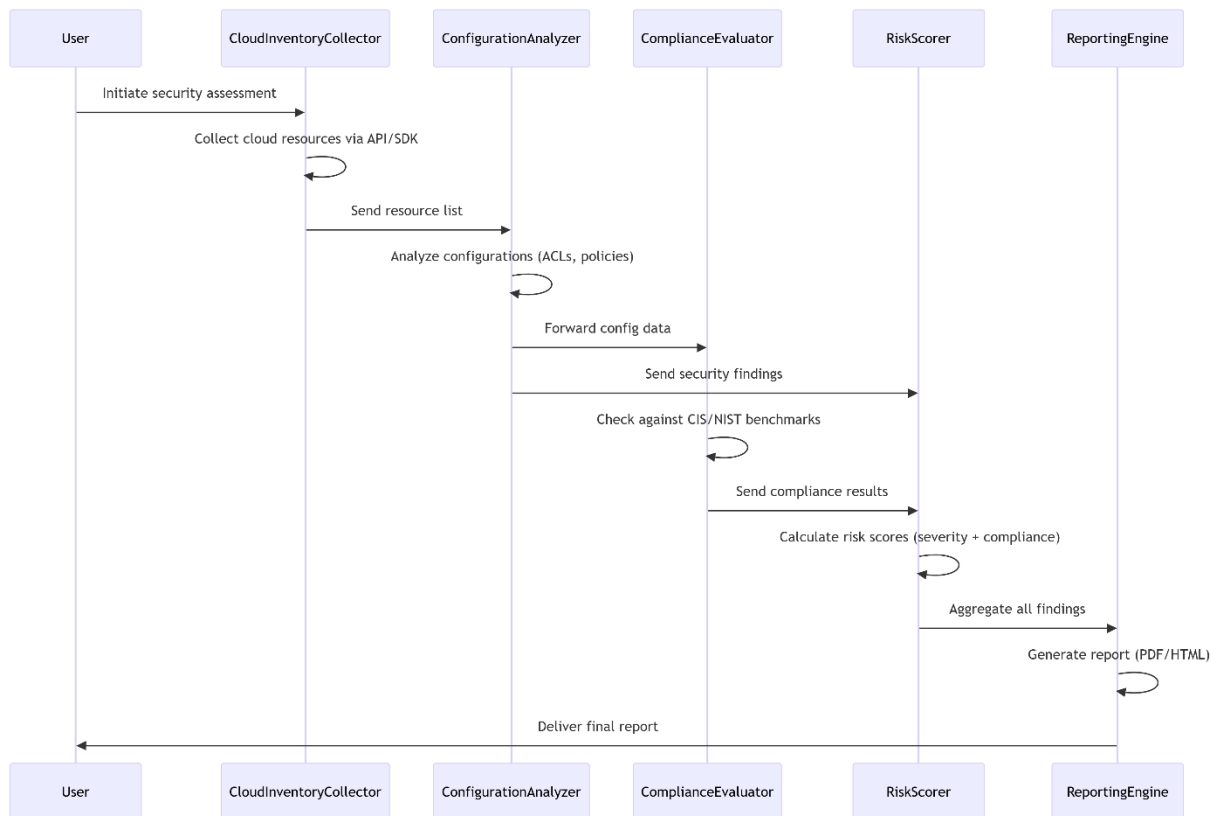 User
CloudInventoryCollector
ConfigurationAnalyzer
ComplianceEvaluator
RiskScorer
ReportingEngine
Initiate security assessment
Collect cloud resources via API/SDK
Send resource list
Analyze configurations (ACLs, policies)
Forward config data
Send security findings
Check against CIS/NIST benchmarks
Send compliance results
Calculate risk scores (severity + compliance)
Aggregate all findings
Generate report (PDF/HTML)
Deliver final report
User
CloudInventoryCollector
ConfigurationAnalyzer
ComplianceEvaluator
RiskScorer
ReportingEngine